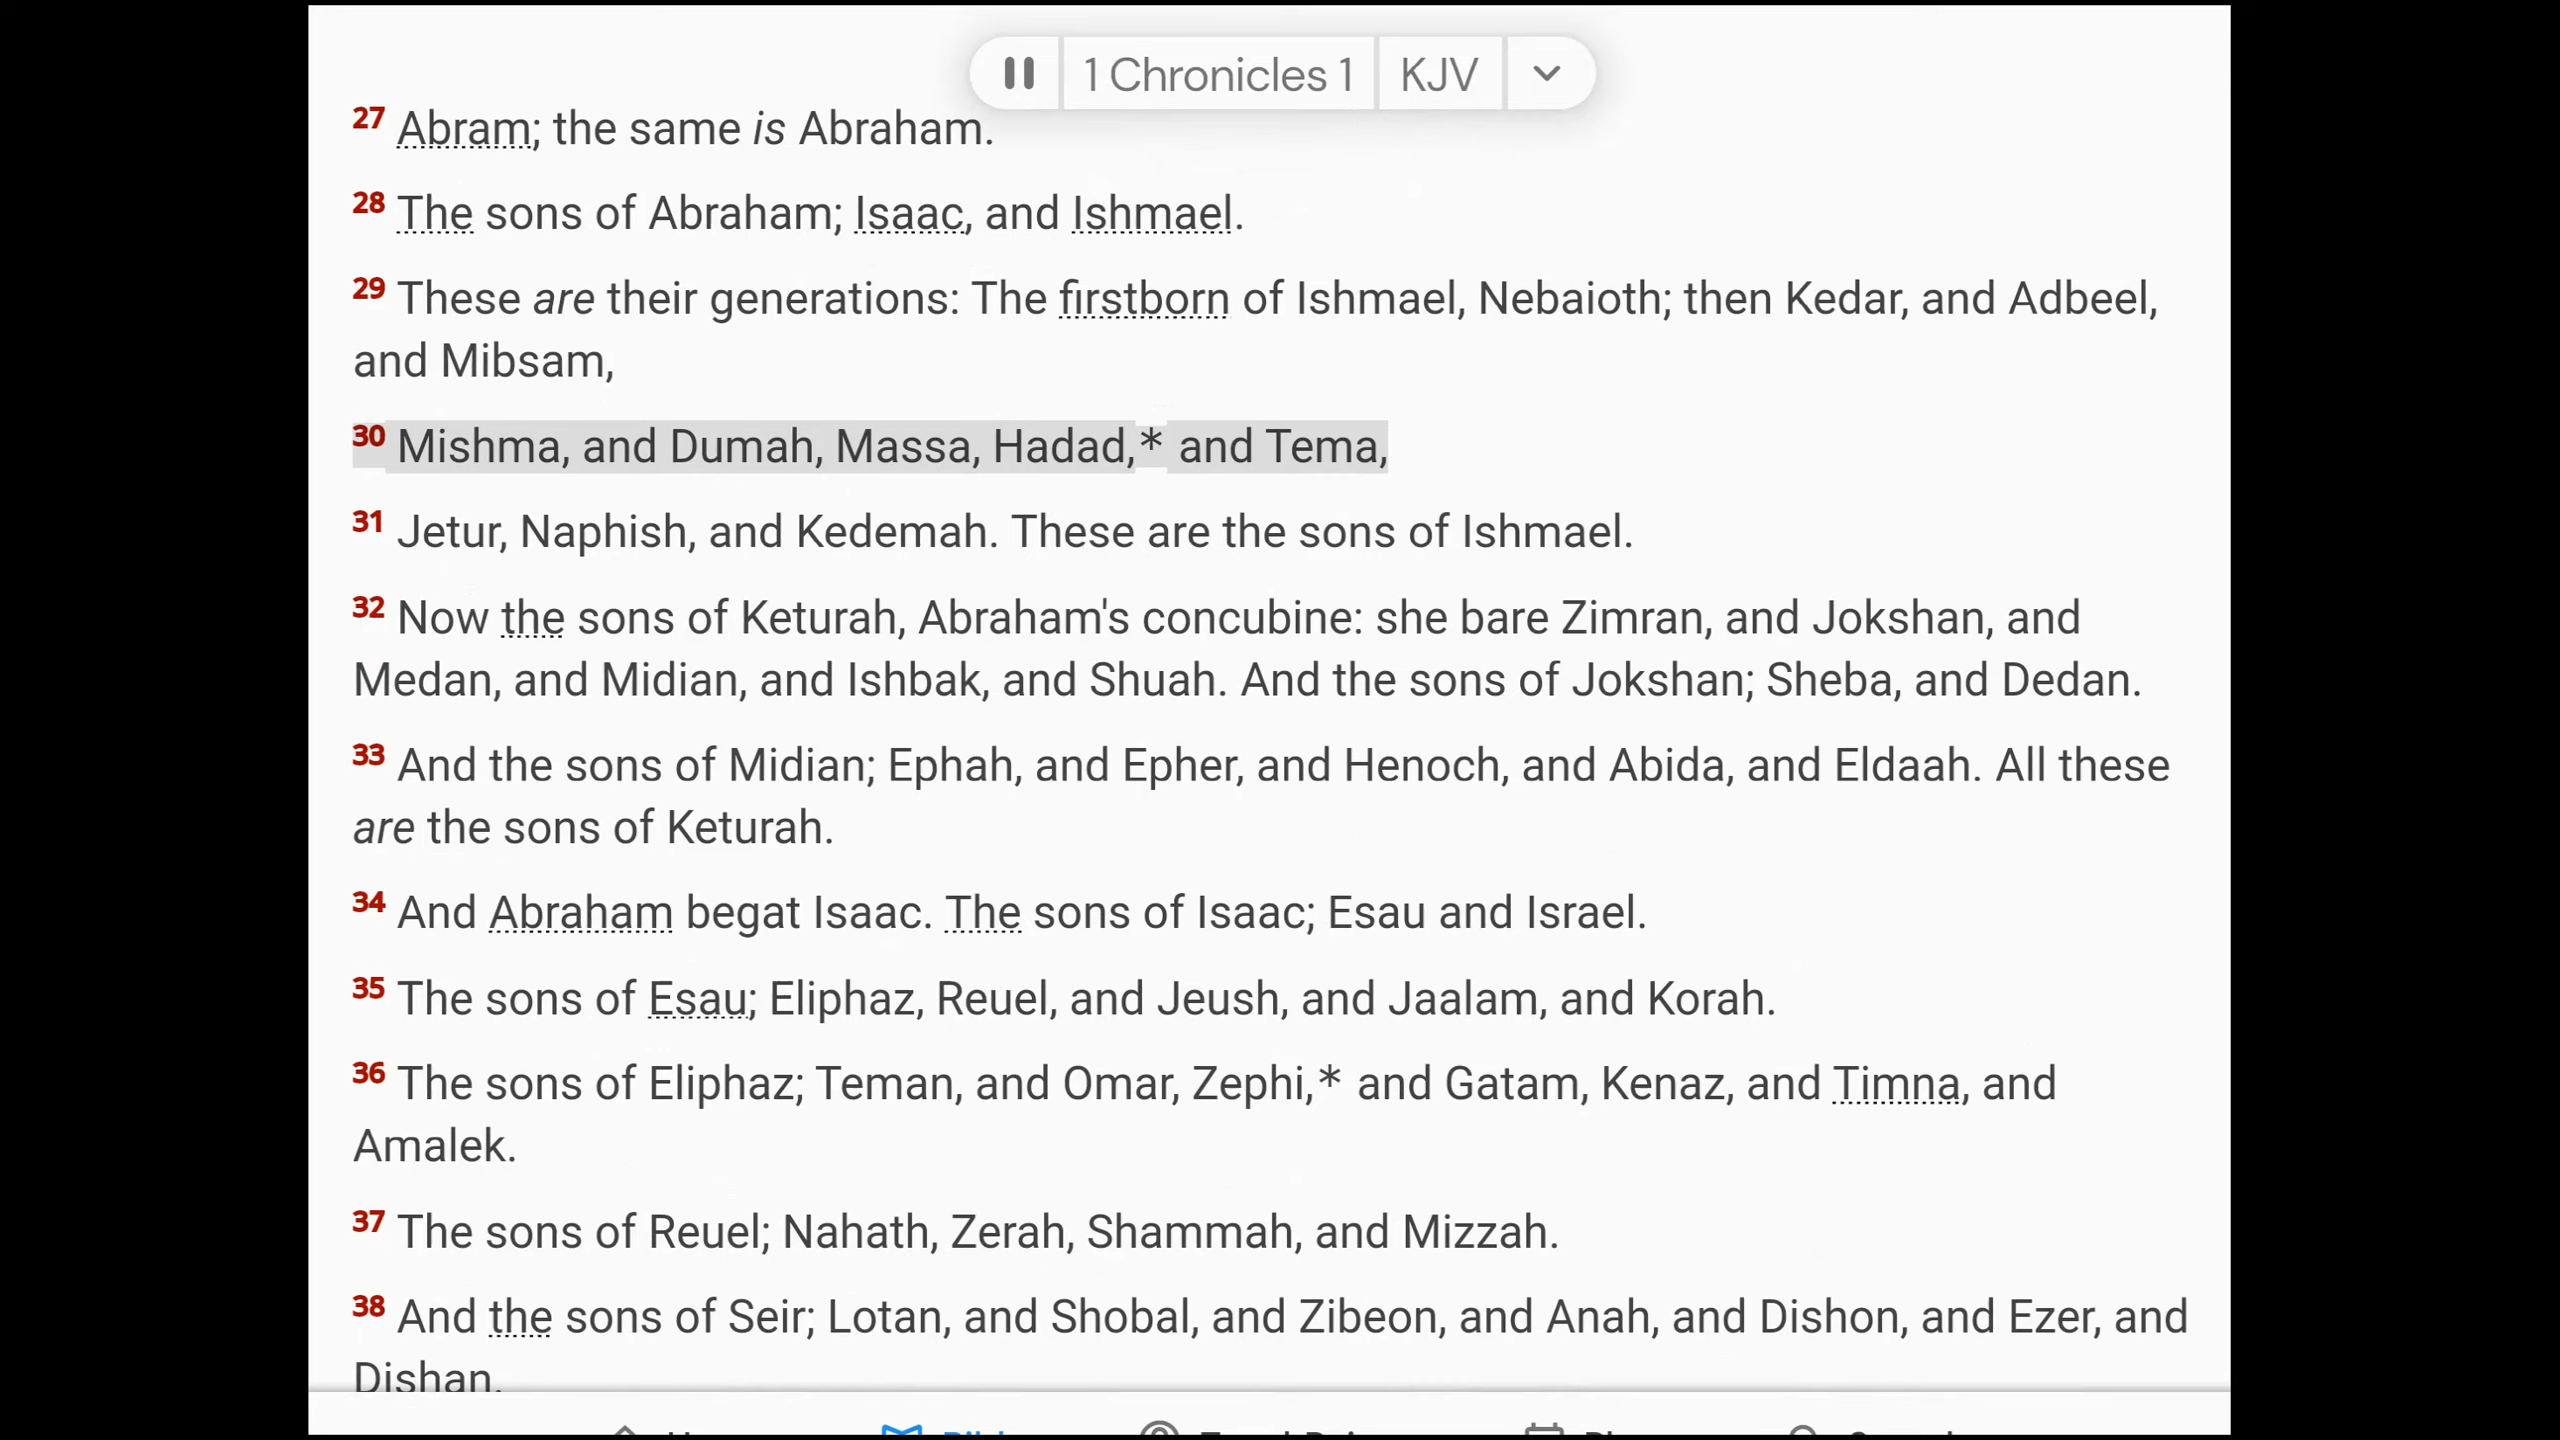 1 Chronicles 1 KJV
27 Abram; the same is Abraham.
28 The sons of Abraham; Isaac, and Ishmael.
29 These are their generations: The firstborn of Ishmael, Nebaioth; then Kedar, and Adbeel,
and Mibsam,
30 Mishma, and Dumah, Massa, Hadad,* and Tema,
31 Jetur, Naphish, and Kedemah. These are the sons of Ishmael.
32 Now the sons of Keturah, Abraham's concubine: she bare Zimran, and Jokshan, and
Medan, and Midian, and Ishbak, and Shuah. And the sons of Jokshan; Sheba, and Dedan.
33 And the sons of Midian; Ephah, and Epher, and Henoch, and Abida, and Eldaah. All these
are the sons of Keturah.
34 And Abraham begat Isaac. The sons of Isaac; Esau and Israel.
35 The sons of Esau; Eliphaz, Reuel, and Jeush, and Jaalam, and Korah.
36 The sons of Eliphaz; Teman, and Omar, Zephi,* and Gatam, Kenaz, and Timna, and
Amalek.
37 The sons of Reuel; Nahath, Zerah, Shammah, and Mizzah.
38 And the sons of Seir; Lotan, and Shobal, and Zibeon, and Anah, and Dishon, and Ezer, and
Dishan.